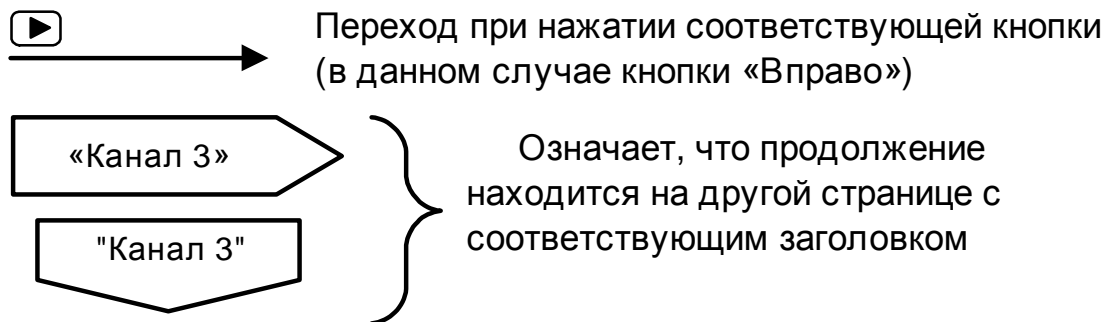 Переход при нажатии соответствующей кнопки
(в данном случае кнопки «Вправо»)
«Канал 3»
"Канал 3"
Означает, что продолжение
находится на другой странице с
соответствующим заголовком